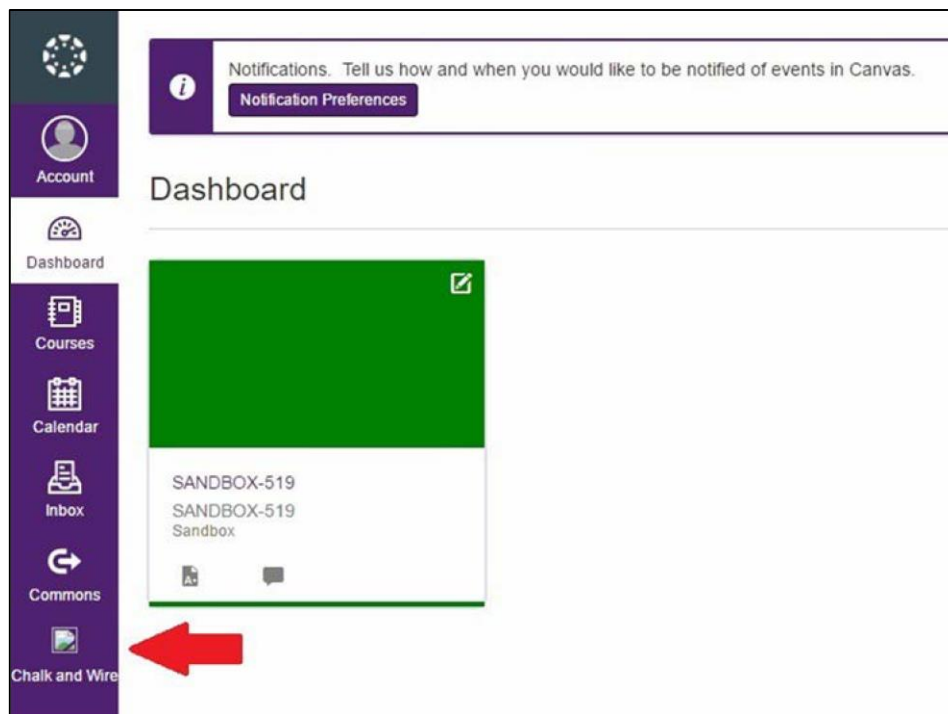 Notifications. Tell us how and when you would like to be notified of events in Canvas.
Notification Preferences
Account
Dashboard
Dashboard
Courses
Calendar
Inbox
Commons
Chalk and Wire
SANDBOX-519
SANDBOX-519
Sandbox